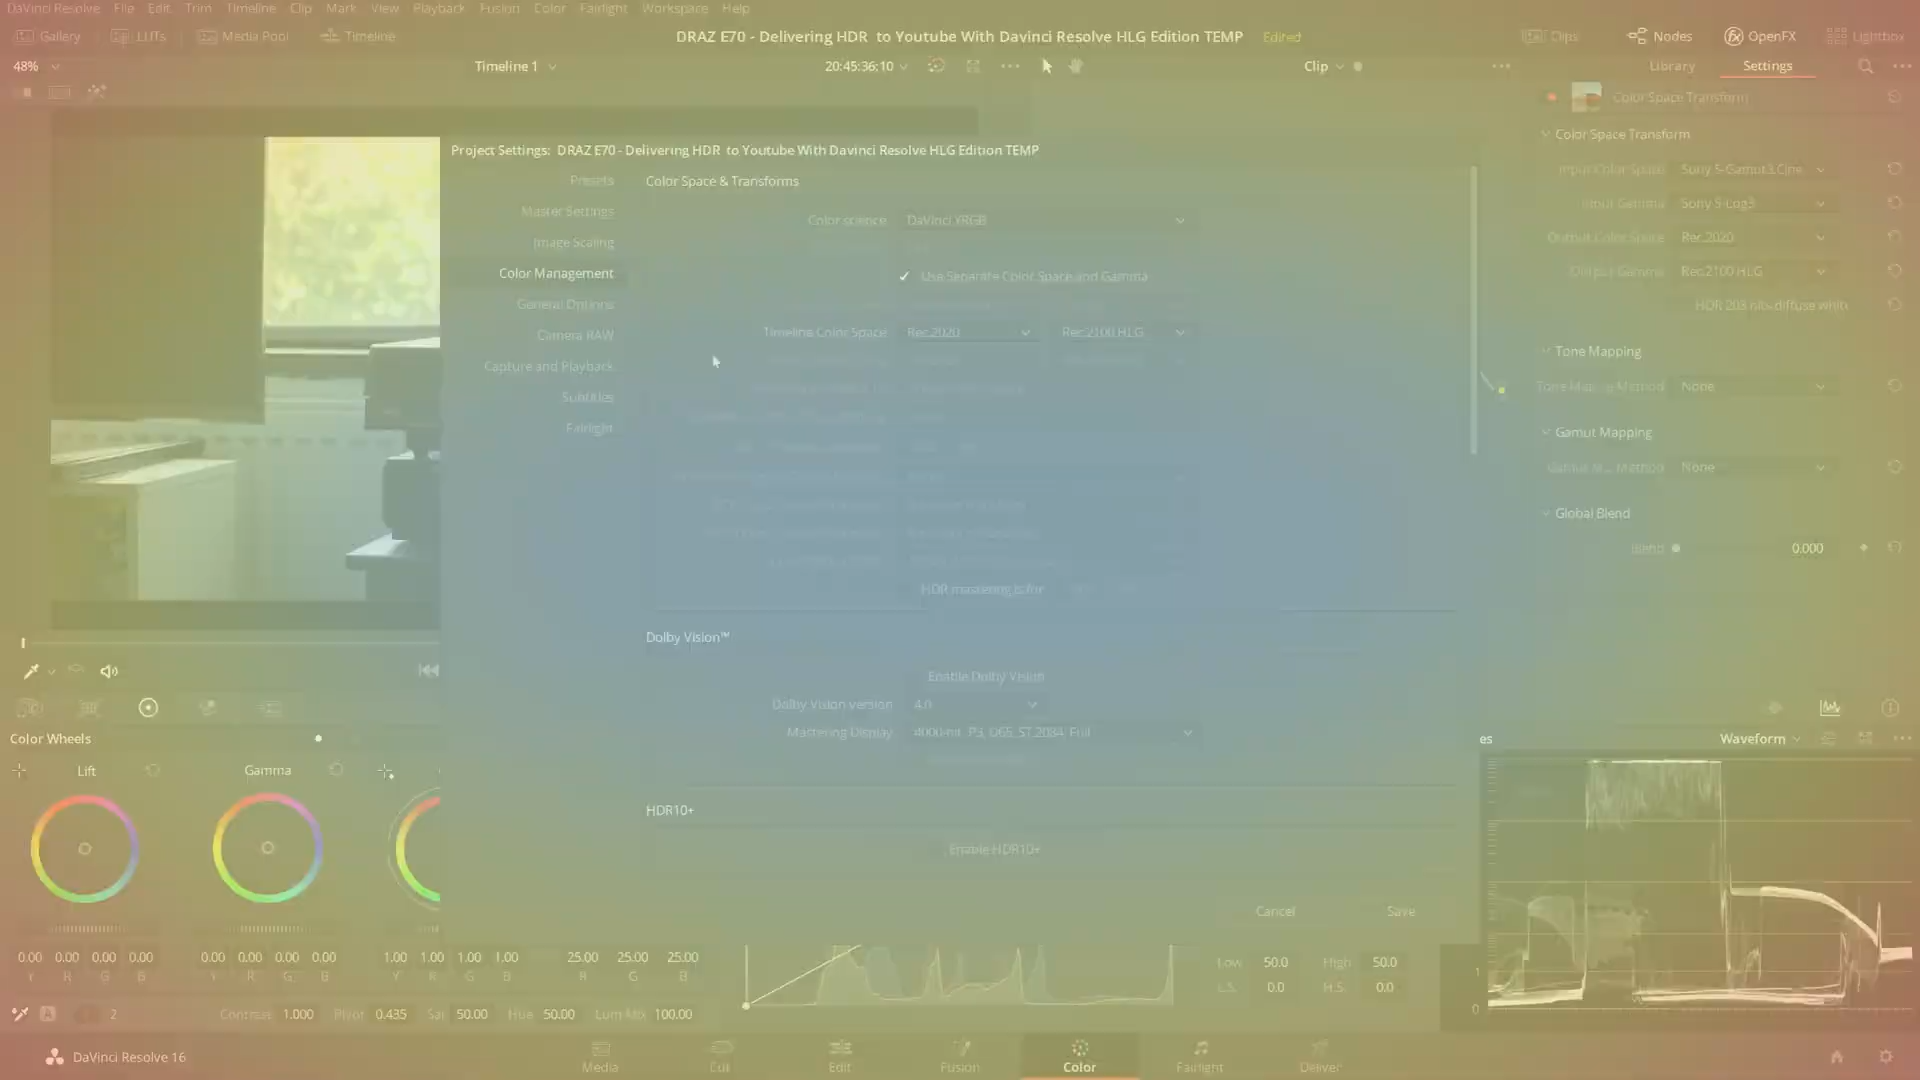 DaVinci Resolve File Edit Trim Timeline Clip Mark View Playback Fusion Color Fairlight Workspace Help
Gallery LUTs Media Pool Timeline DRAZ E70 - Delivering HDR to Youtube With Davinci Resolve HLG Edition TEMP Edited Clips Nodes OpenFX Lightbox
48% Timeline 1 20:45:36:10 Clip Library Settings
Color Space Transform
Color Space Transform
Input Color Space Sony S-Gamut3.Cine
Input Gamma Sony S-Log3
Output Color Space Rec.2020
Output Gamma Rec.2100 HLG
HDR 203 nits diffuse white
Tone Mapping
Tone Mapping Method None
Gamut Mapping
Gamut M... Method None
Global Blend
Blend 0.000
Project Settings: DRAZ E70 - Delivering HDR to Youtube With Davinci Resolve HLG Edition TEMP
Presets
Master Settings
Image Scaling
Color Management
General Options
Camera RAW
Capture and Playback
Subtitles
Fairlight
Color Space & Transforms
Color science DaVinci YRGB
Use Separate Color Space and Gamma
Timeline Color Space Rec.2020 Rec.2100 HLG
HDR mastering is for
Dolby Vision™
Enable Dolby Vision
Dolby Vision version 4.0
Mastering Display 4000-nit, P3, D65, ST.2084, Full
HDR10+
Enable HDR10+
Cancel Save
Color Wheels
Lift Gamma
0.00 0.00 0.00 0.00 0.00 0.00 0.00 0.00 1.00 1.00 1.00 1.00 25.00 25.00 25.00
Y R G B Y R G B Y R G B R G B
A 2 Contrast 1.000 Pivot 0.435 Sat 50.00 Hue 50.00 Lum Mix 100.00
Low 50.0 High 50.0
L.S. 0.0 H.S. 0.0
es Waveform
1
0
DaVinci Resolve 16 Media Cut Edit Fusion Color Fairlight Deliver